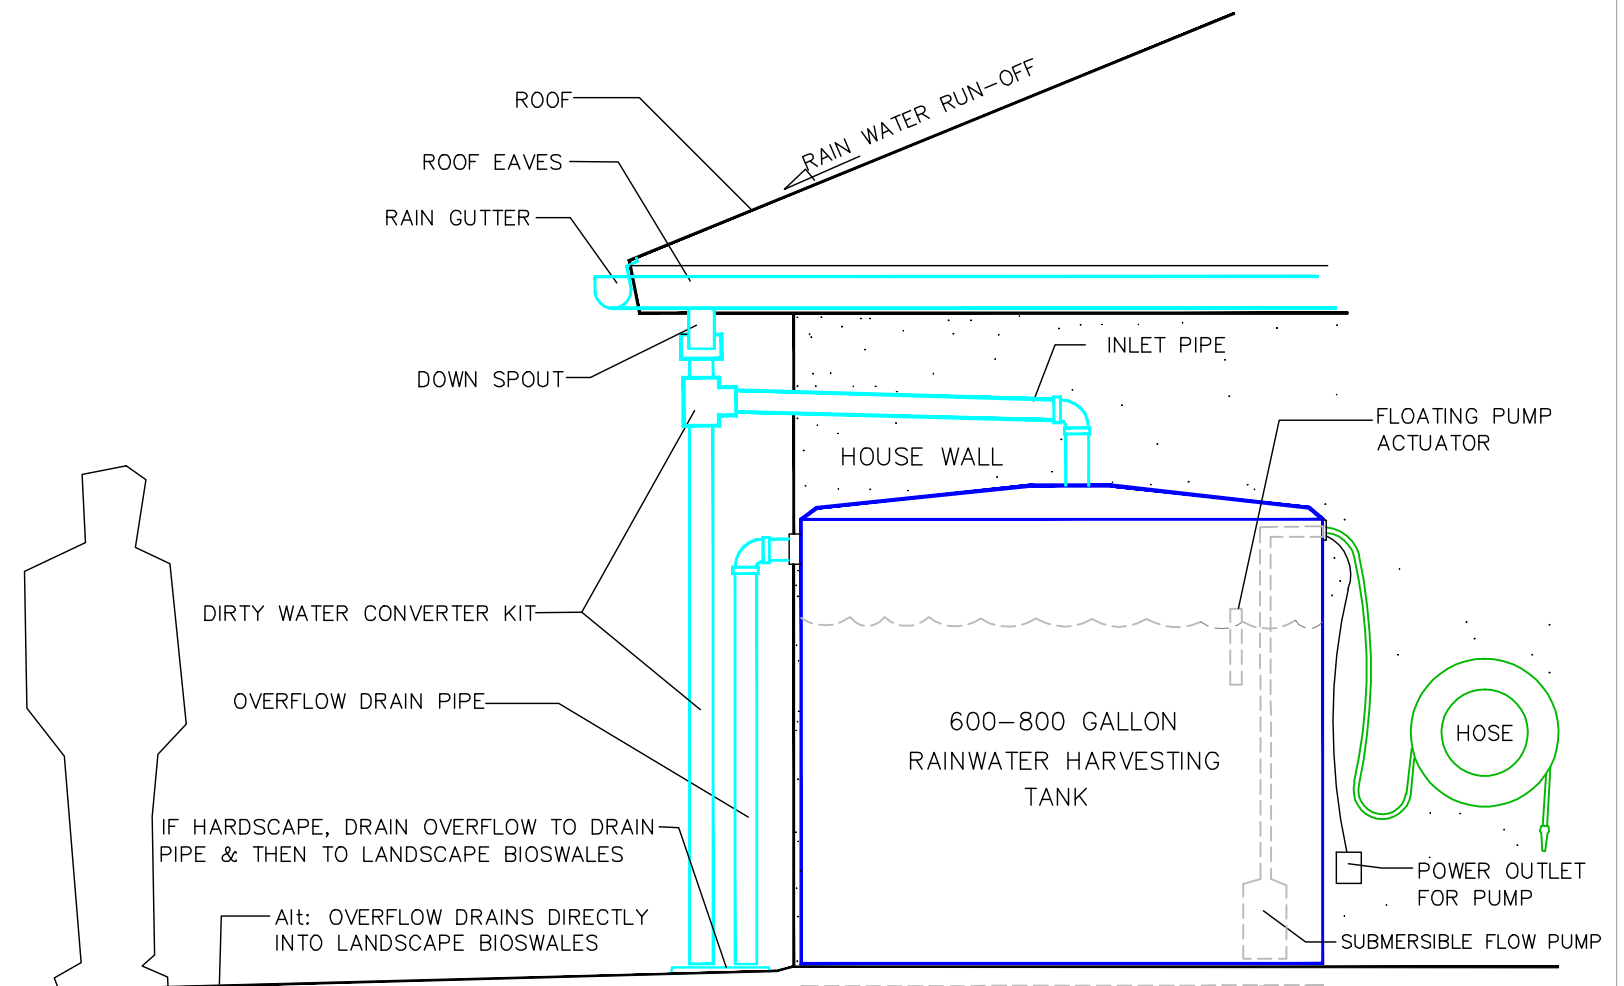 RAIN WATER RUN-OFF
ROOF
ROOF EAVES
RAIN GUTTER
INLET PIPE
DOWN SPOUT
FLOATING PUMP
ACTUATOR
HOUSE WALL
DIRTY WATER CONVERTER KIT
OVERFLOW DRAIN PIPE
600-800 GALLON
RAINWATER HARVESTING
TANK
HOSE
IF HARDSCAPE, DRAIN OVERFLOW TO DRAIN
PIPE & THEN TO LANDSCAPE BIOSWALES
POWER OUTLET
FOR PUMP
Alt: OVERFLOW DRAINS DIRECTLY
INTO LANDSCAPE BIOSWALES
SUBMERSIBLE FLOW PUMP